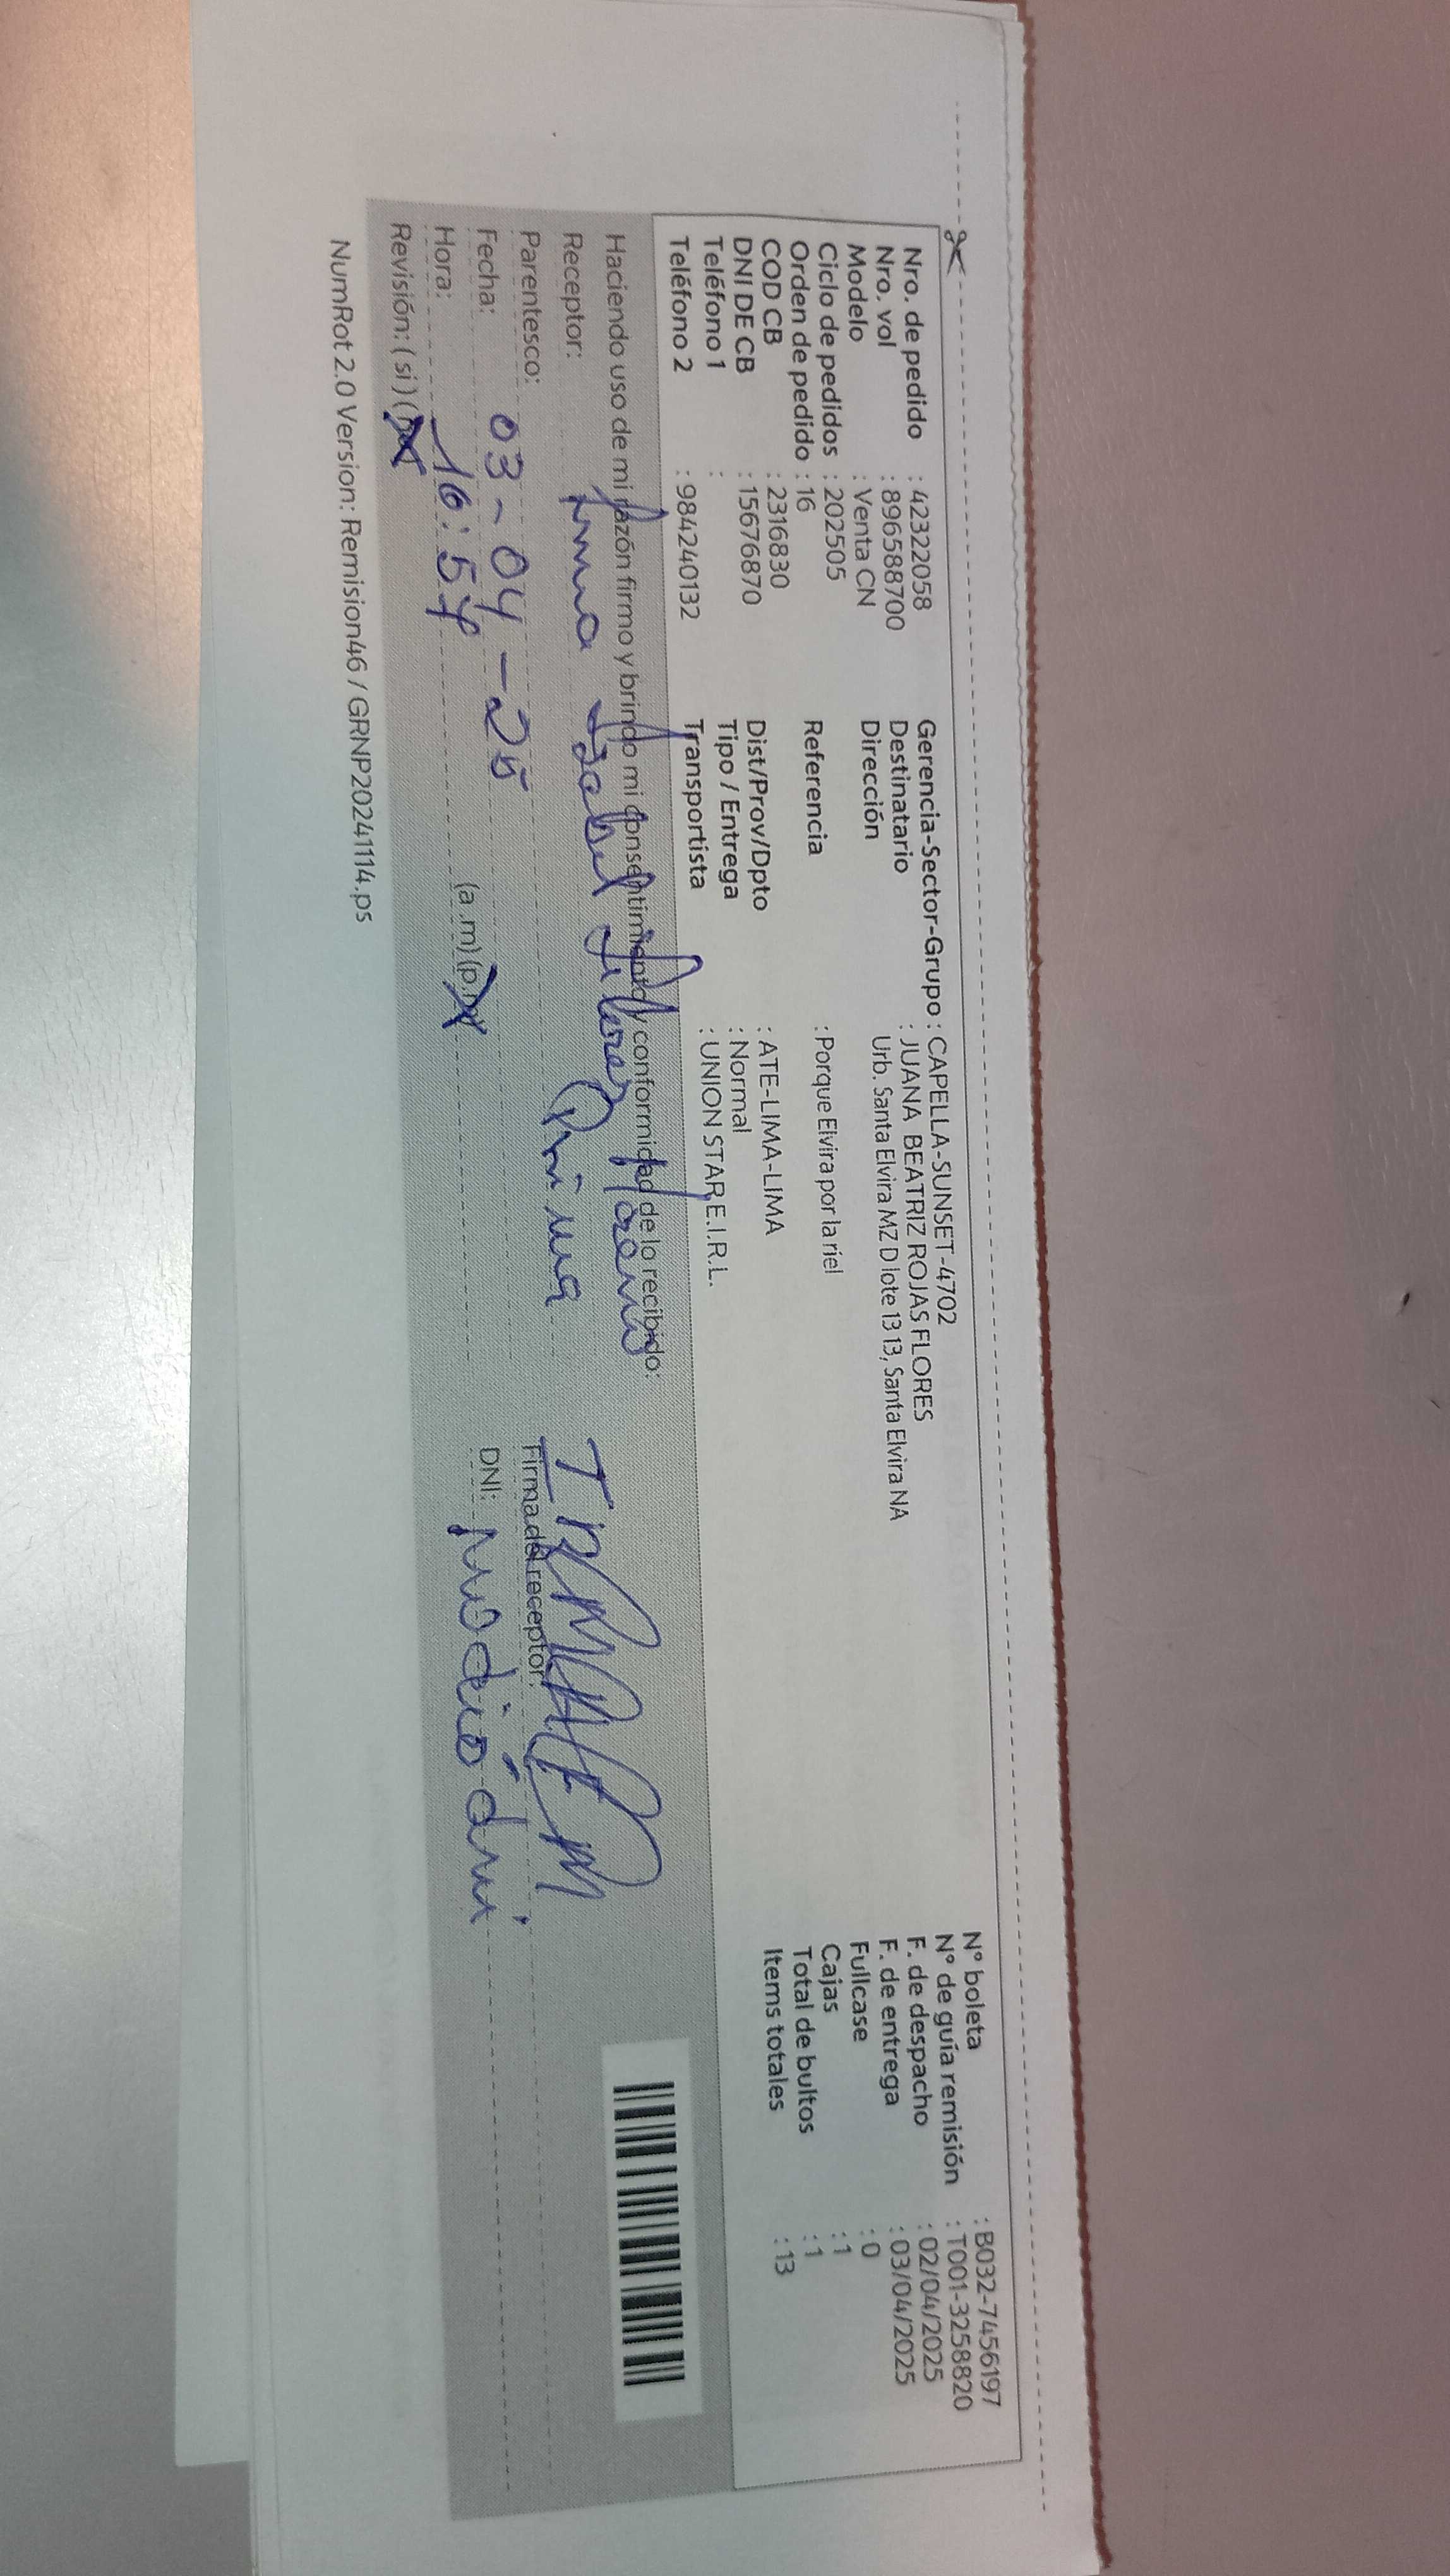 Nro. de pedido : 42322058
Nro. vol : 8965888700
Modelo : Venta CN
Ciclo de pedidos : 202505
Orden de pedido : 16
COD CB : 2316830
DNI DE CB : 15676870
Teléfono 1 :
Teléfono 2 : 984240132
Gerencia-Sector-Grupo : CAPELLA-SUNSET-4702
Destinatario : JUANA BEATRIZ ROJAS FLORES
Dirección Urb. Santa Elvira MZ D lote 13 13, Santa Elvira NA
Referencia : Porque Elvira por la riel
Dist/Prov/Dpto : ATE-LIMA-LIMA
Tipo / Entrega : Normal
Transportista : UNION STAR E.I.R.L.
Nº boleta : B032-7456197
Nº de guía remisión : T001-3258820
F. de despacho : 02/04/2025
F. de entrega : 03/04/2025
Fullcase : 0
Cajas : 1
Total de bultos : 1
Items totales : 13
Haciendo uso de mi razón firmo y brindo mi consentimiento y conformidad de lo recibido:
Receptor: Isabel
Parentesco: Prima
Fecha: 03-04-25
Hora: 16:57 (a.m) (p.m)
Revisión: (si) (no)
Firma del receptor:
DNI: no dio dni
NumRot 2.0 Version: Remision46 / GRNP20241114.ps